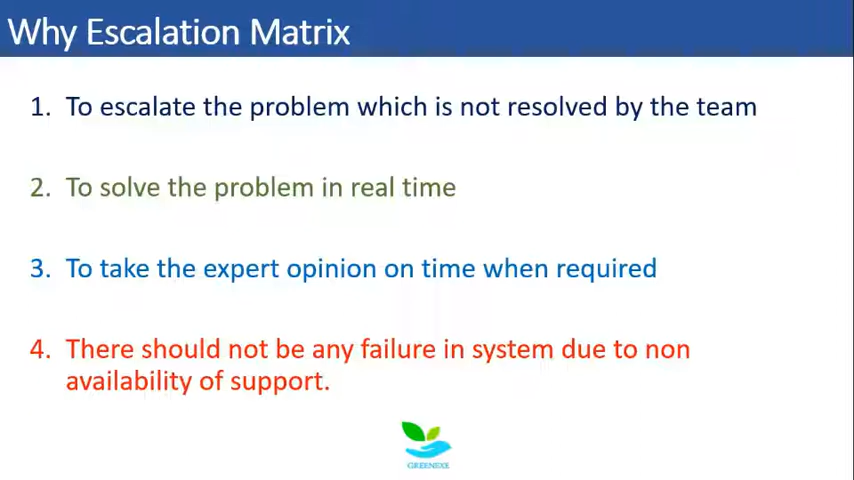 Why Escalation Matrix
1. To escalate the problem which is not resolved by the team
2. To solve the problem in real time
3. To take the expert opinion on time when required
4. There should not be any failure in system due to non
availability of support.
GREENEXE